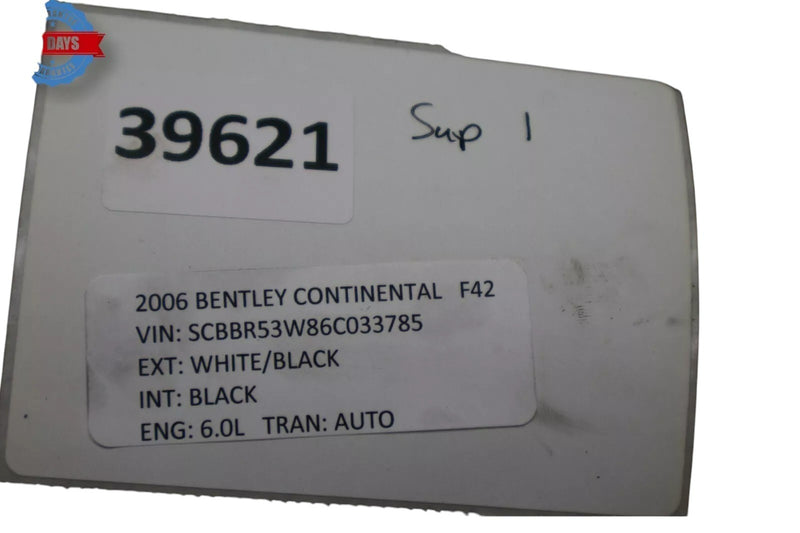 DAYS
39621
Sup 1
2006 BENTLEY CONTINENTAL F42
VIN: SCBBR53W86C033785
EXT: WHITE/BLACK
INT: BLACK
ENG: 6.0L TRAN: AUTO